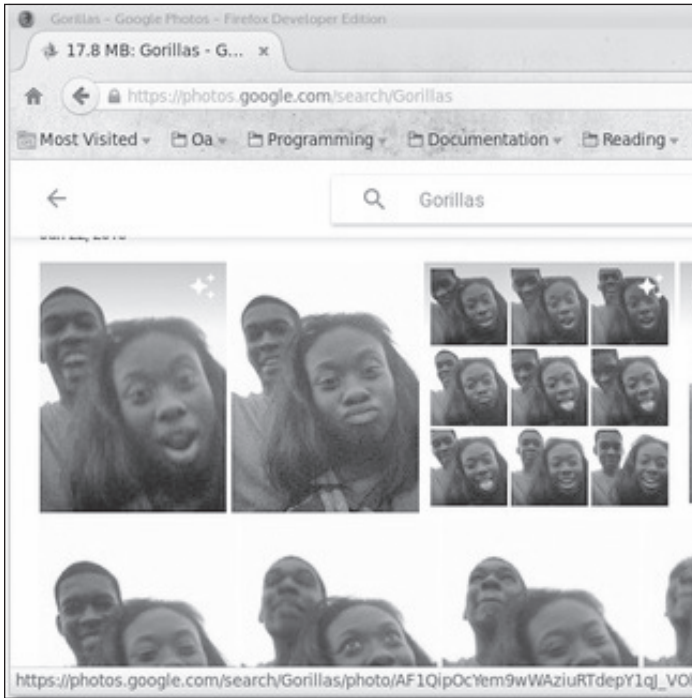 Gorillas - Google Photos - Firefox Developer Edition
17.8 MB: Gorillas - G... ×
https://photos.google.com/search/Gorillas
Most Visited Oa Programming Documentation Reading
Gorillas
https://photos.google.com/search/Gorillas/photo/AF1QipOcYem9wWAziuRTdepY1qJ_VO